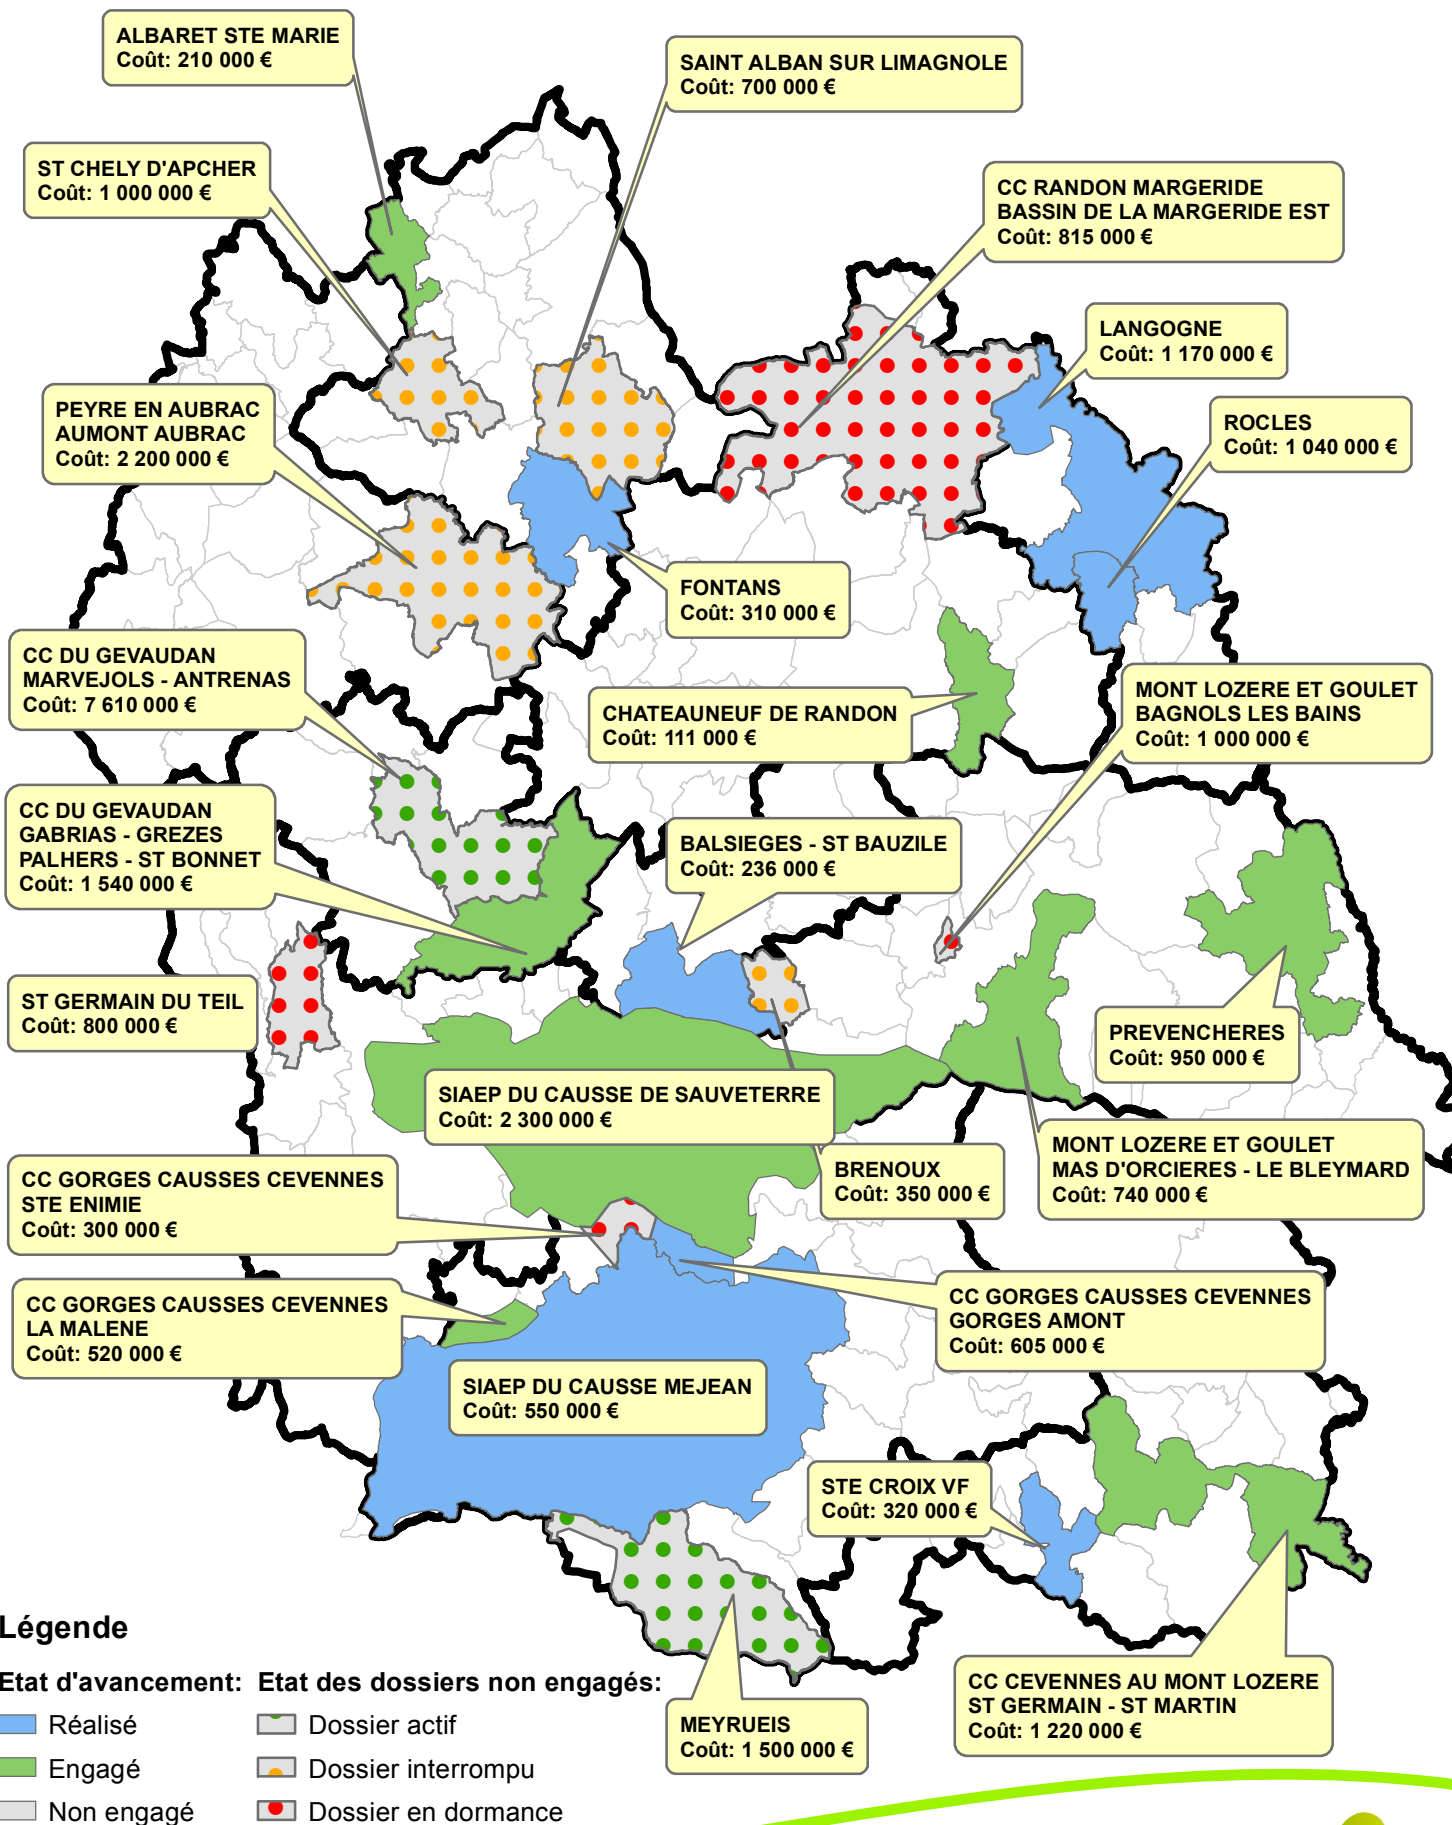 ALBARET STE MARIE
Coût: 210 000 €
SAINT ALBAN SUR LIMAGNOLE
Coût: 700 000 €
ST CHELY D'APCHER
Coût: 1 000 000 €
CC RANDON MARGERIDE
BASSIN DE LA MARGERIDE EST
Coût: 815 000 €
LANGOGNE
Coût: 1 170 000 €
PEYRE EN AUBRAC
AUMONT AUBRAC
Coût: 2 200 000 €
ROCLES
Coût: 1 040 000 €
FONTANS
Coût: 310 000 €
CC DU GEVAUDAN
MARVEJOLS - ANTRENAS
Coût: 7 610 000 €
CHATEAUNEUF DE RANDON
Coût: 111 000 €
MONT LOZERE ET GOULET
BAGNOLS LES BAINS
Coût: 1 000 000 €
CC DU GEVAUDAN
GABRIAS - GREZES
PALHERS - ST BONNET
Coût: 1 540 000 €
BALSIEGES - ST BAUZILE
Coût: 236 000 €
ST GERMAIN DU TEIL
Coût: 800 000 €
PREVENCHERES
Coût: 950 000 €
SIAEP DU CAUSSE DE SAUVETERRE
Coût: 2 300 000 €
MONT LOZERE ET GOULET
MAS D'ORCIERES - LE BLEYMARD
Coût: 740 000 €
BRENOUX
Coût: 350 000 €
CC GORGES CAUSSES CEVENNES
STE ENIMIE
Coût: 300 000 €
CC GORGES CAUSSES CEVENNES
LA MALENE
Coût: 520 000 €
CC GORGES CAUSSES CEVENNES
GORGES AMONT
Coût: 605 000 €
SIAEP DU CAUSSE MEJEAN
Coût: 550 000 €
STE CROIX VF
Coût: 320 000 €
CC CEVENNES AU MONT LOZERE
ST GERMAIN - ST MARTIN
Coût: 1 220 000 €
MEYRUEIS
Coût: 1 500 000 €
Légende
Etat d'avancement: Etat des dossiers non engagés:
Réalisé Dossier actif
Engagé Dossier interrompu
Non engagé Dossier en dormance